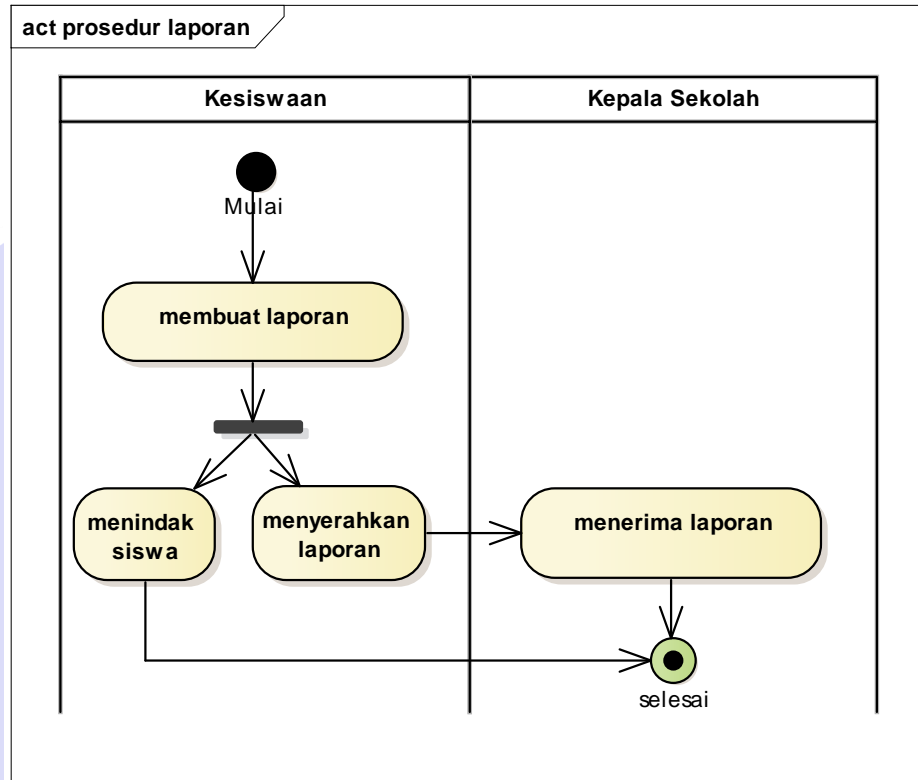 act prosedur laporan
Kesiswaan
Kepala Sekolah
Mulai
membuat laporan
menindak
siswa
menyerahkan
laporan
menerima laporan
selesai